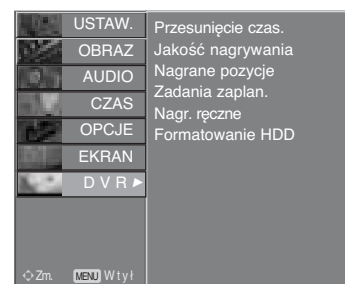 USTAW.
OBRAZ
AUDIO
CZAS
OPCJE
EKRAN
D V R
Przesunięcie czas.
Jakość nagrywania
Nagrane pozycje
Zadania zaplan.
Nagr. ręczne
Formatowanie HDD
Zm. MENU Wtył